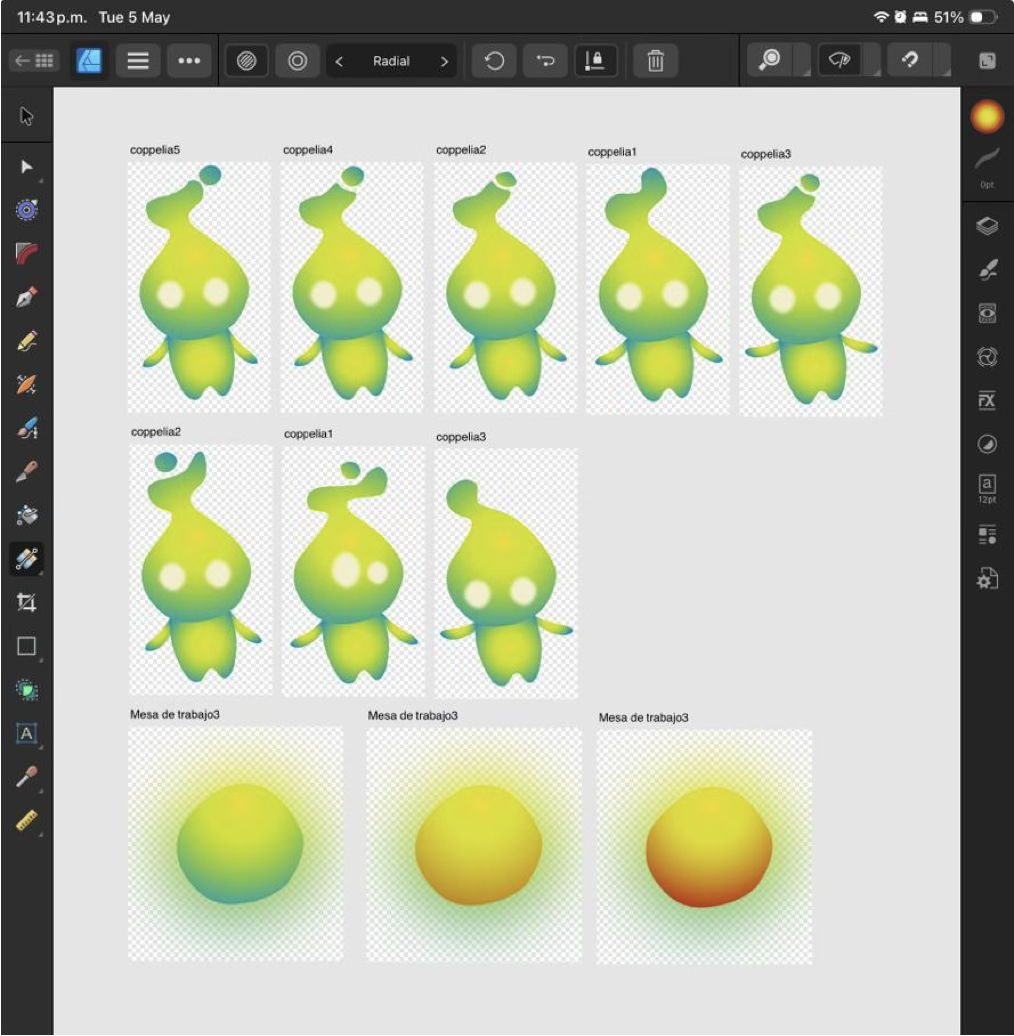 11:43 p.m. Tue 5 May
51%
Radial
coppelia5
coppelia4
coppelia2
coppelia1
coppelia3
0pt
FX
a
12pt
coppelia2
coppelia1
coppelia3
A
Mesa de trabajo3
Mesa de trabajo3
Mesa de trabajo3